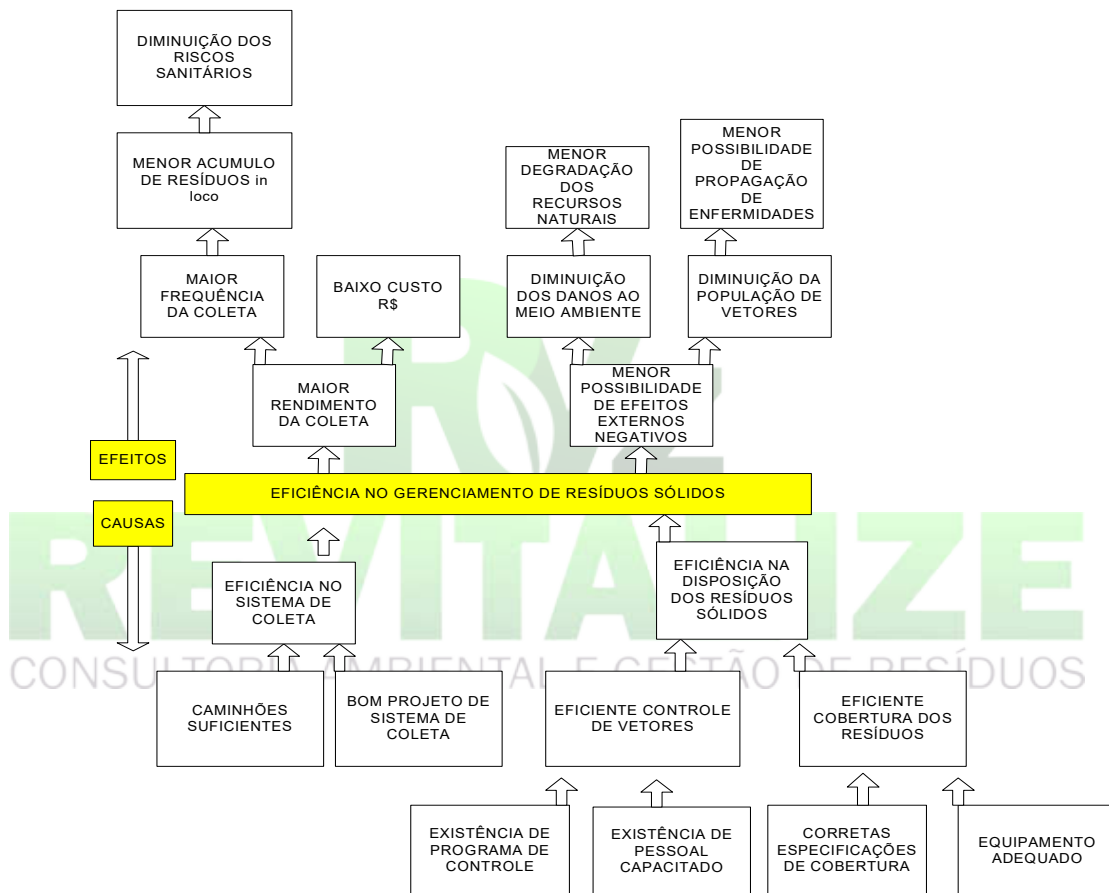 DIMINUIÇÃO DOS
RISCOS
SANITÁRIOS
MENOR ACUMULO
DE RESÍDUOS in
loco
MENOR
DEGRADAÇÃO
DOS
RECURSOS
NATURAIS
MENOR
POSSIBILIDADE
DE
PROPAGAÇÃO
DE
ENFERMIDADES
MAIOR
FREQUÊNCIA
DA COLETA
BAIXO CUSTO
R$
DIMINUIÇÃO
DOS DANOS AO
MEIO AMBIENTE
DIMINUIÇÃO DA
POPULAÇÃO DE
VETORES
MAIOR
RENDIMENTO
DA COLETA
MENOR
POSSIBILIDADE
DE EFEITOS
EXTERNOS
NEGATIVOS
EFEITOS
EFICIÊNCIA NO GERENCIAMENTO DE RESÍDUOS SÓLIDOS
CAUSAS
EFICIÊNCIA NO
SISTEMA DE
COLETA
EFICIÊNCIA NA
DISPOSIÇÃO
DOS RESÍDUOS
SÓLIDOS
REVITALIZE
CONSULTORIA AMBIENTAL E GESTÃO DE RESÍDUOS
CAMINHÕES
SUFICIENTES
BOM PROJETO DE
SISTEMA DE
COLETA
EFICIENTE CONTROLE
DE VETORES
EFICIENTE
COBERTURA DOS
RESÍDUOS
EXISTÊNCIA DE
PROGRAMA DE
CONTROLE
EXISTÊNCIA DE
PESSOAL
CAPACITADO
CORRETAS
ESPECIFICAÇÕES
DE COBERTURA
EQUIPAMENTO
ADEQUADO